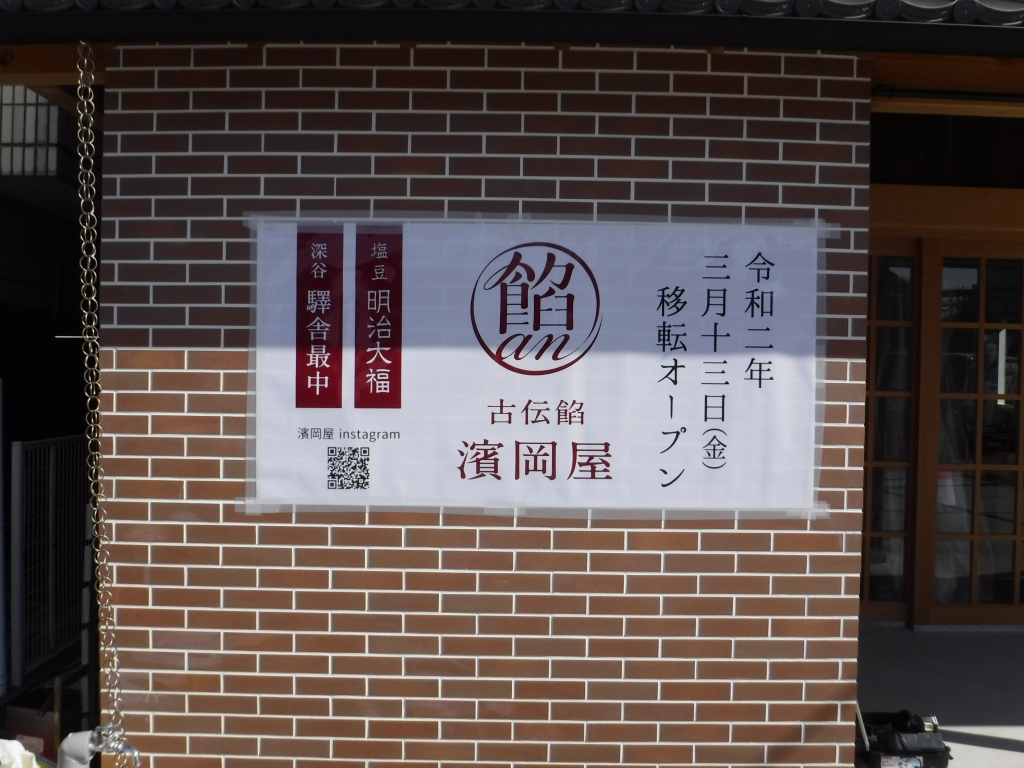 令和二年
三月十三日(金)
移転オープン
餡
an
古伝餡
濱岡屋
塩豆 明治大福
深谷 驛舎最中
濱岡屋 instagram